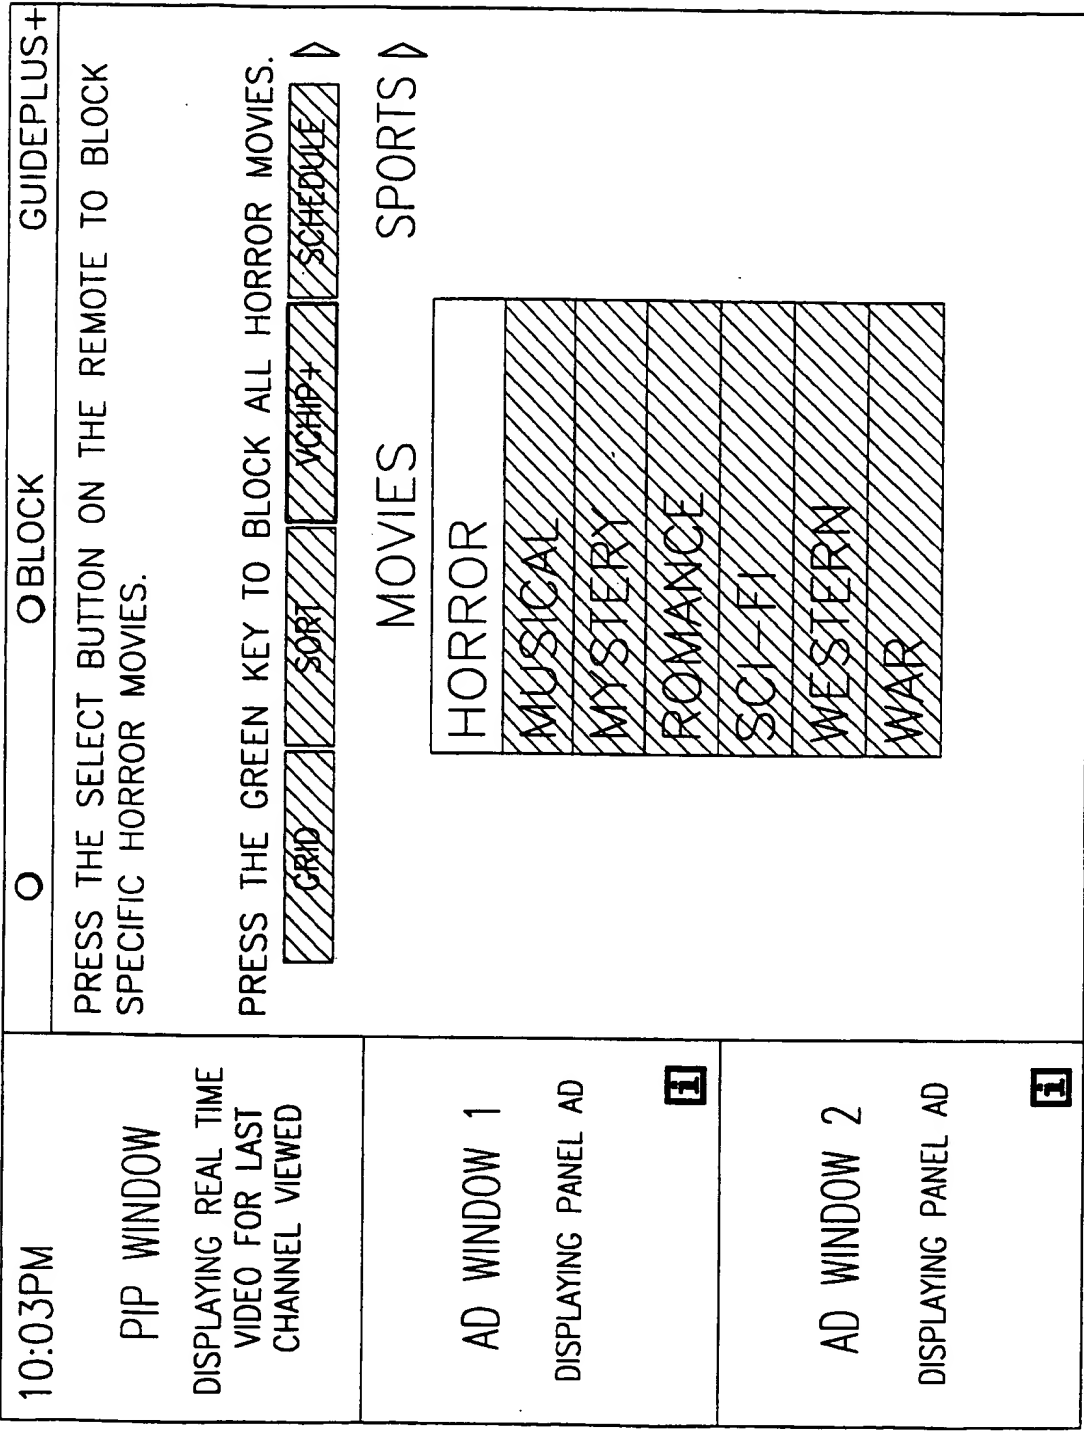 10:03PM
PIP WINDOW
DISPLAYING REAL TIME
VIDEO FOR LAST
CHANNEL VIEWED
AD WINDOW 1
DISPLAYING PANEL AD
i
AD WINDOW 2
DISPLAYING PANEL AD
i
BLOCK GUIDEPLUS+
PRESS THE SELECT BUTTON ON THE REMOTE TO BLOCK
SPECIFIC HORROR MOVIES.
PRESS THE GREEN KEY TO BLOCK ALL HORROR MOVIES.
GRID SORT VCHIP+ SCHEDULE
MOVIES SPORTS
HORROR
MUSICAL
MYSTERY
ROMANCE
SCI-FI
WESTERN
WAR